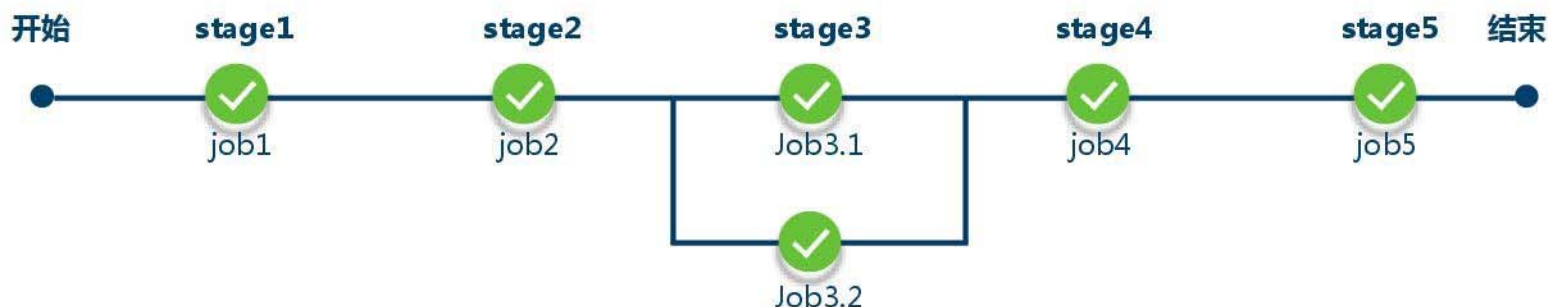 开始 stage1 stage2 stage3 stage4 stage5 结束
job1 job2 Job3.1 job4 job5
Job3.2